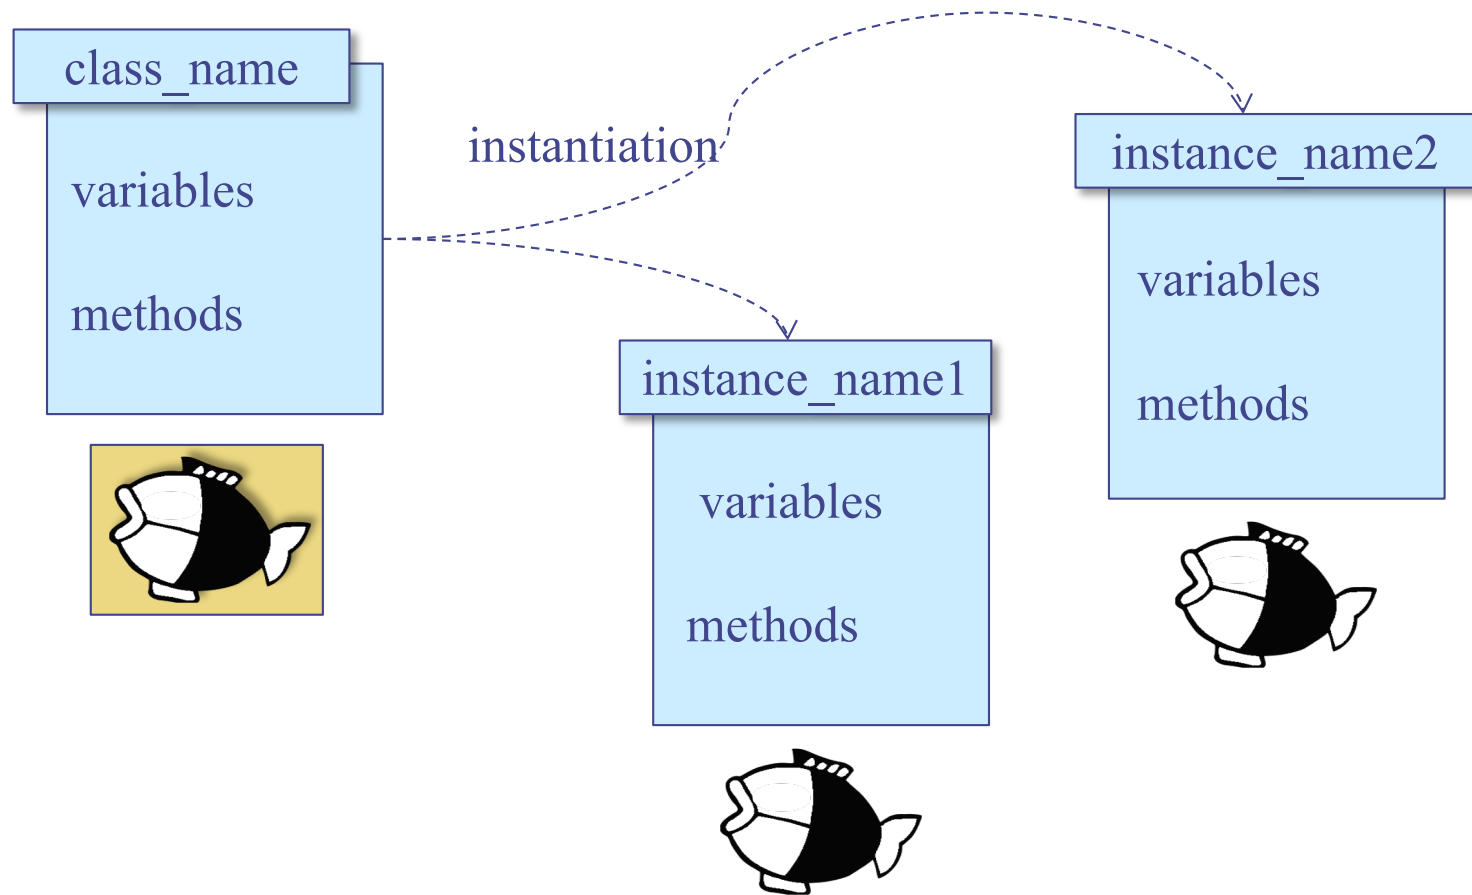 class_name
variables
methods
instantiation
instance_name1
variables
methods
instance_name2
variables
methods